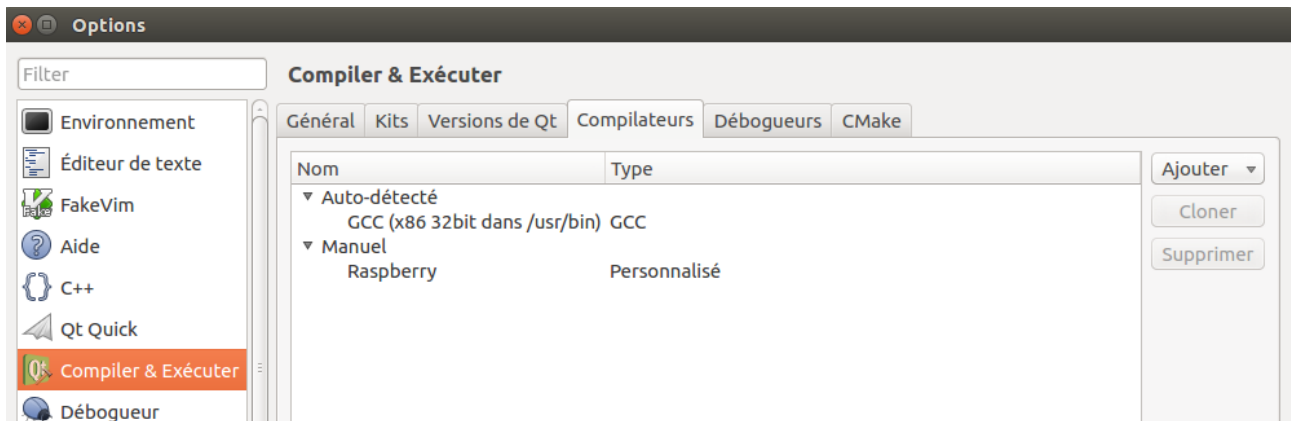 Options
Filter
Compiler & Exécuter
Environnement
Éditeur de texte
FakeVim
Aide
C++
Qt Quick
Compiler & Exécuter
Débogueur
Général Kits Versions de Qt Compilateurs Débogueurs CMake
Nom Type
Auto-détecté
GCC (x86 32bit dans /usr/bin) GCC
Manuel
Raspberry Personnalisé
Ajouter
Cloner
Supprimer